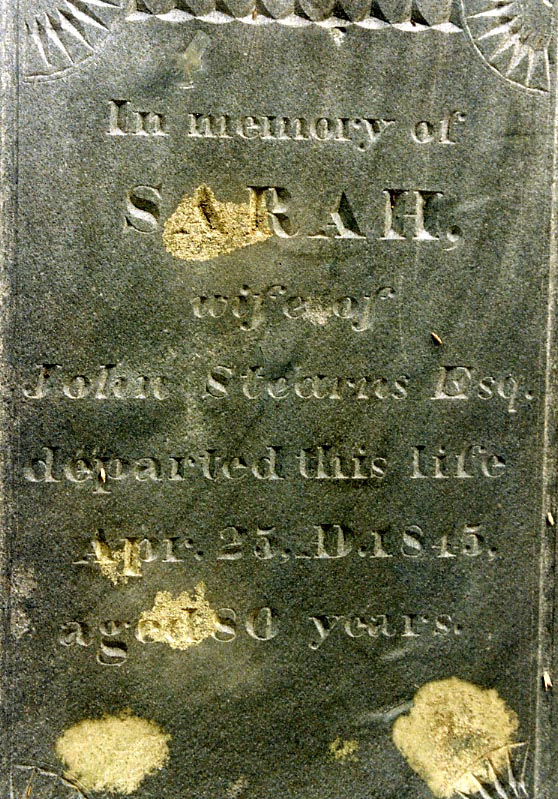 In memory of
SARAH,
wife of
John Stearns Esq.
departed this life
Apr. 25, A.D. 1845,
aged 80 years.